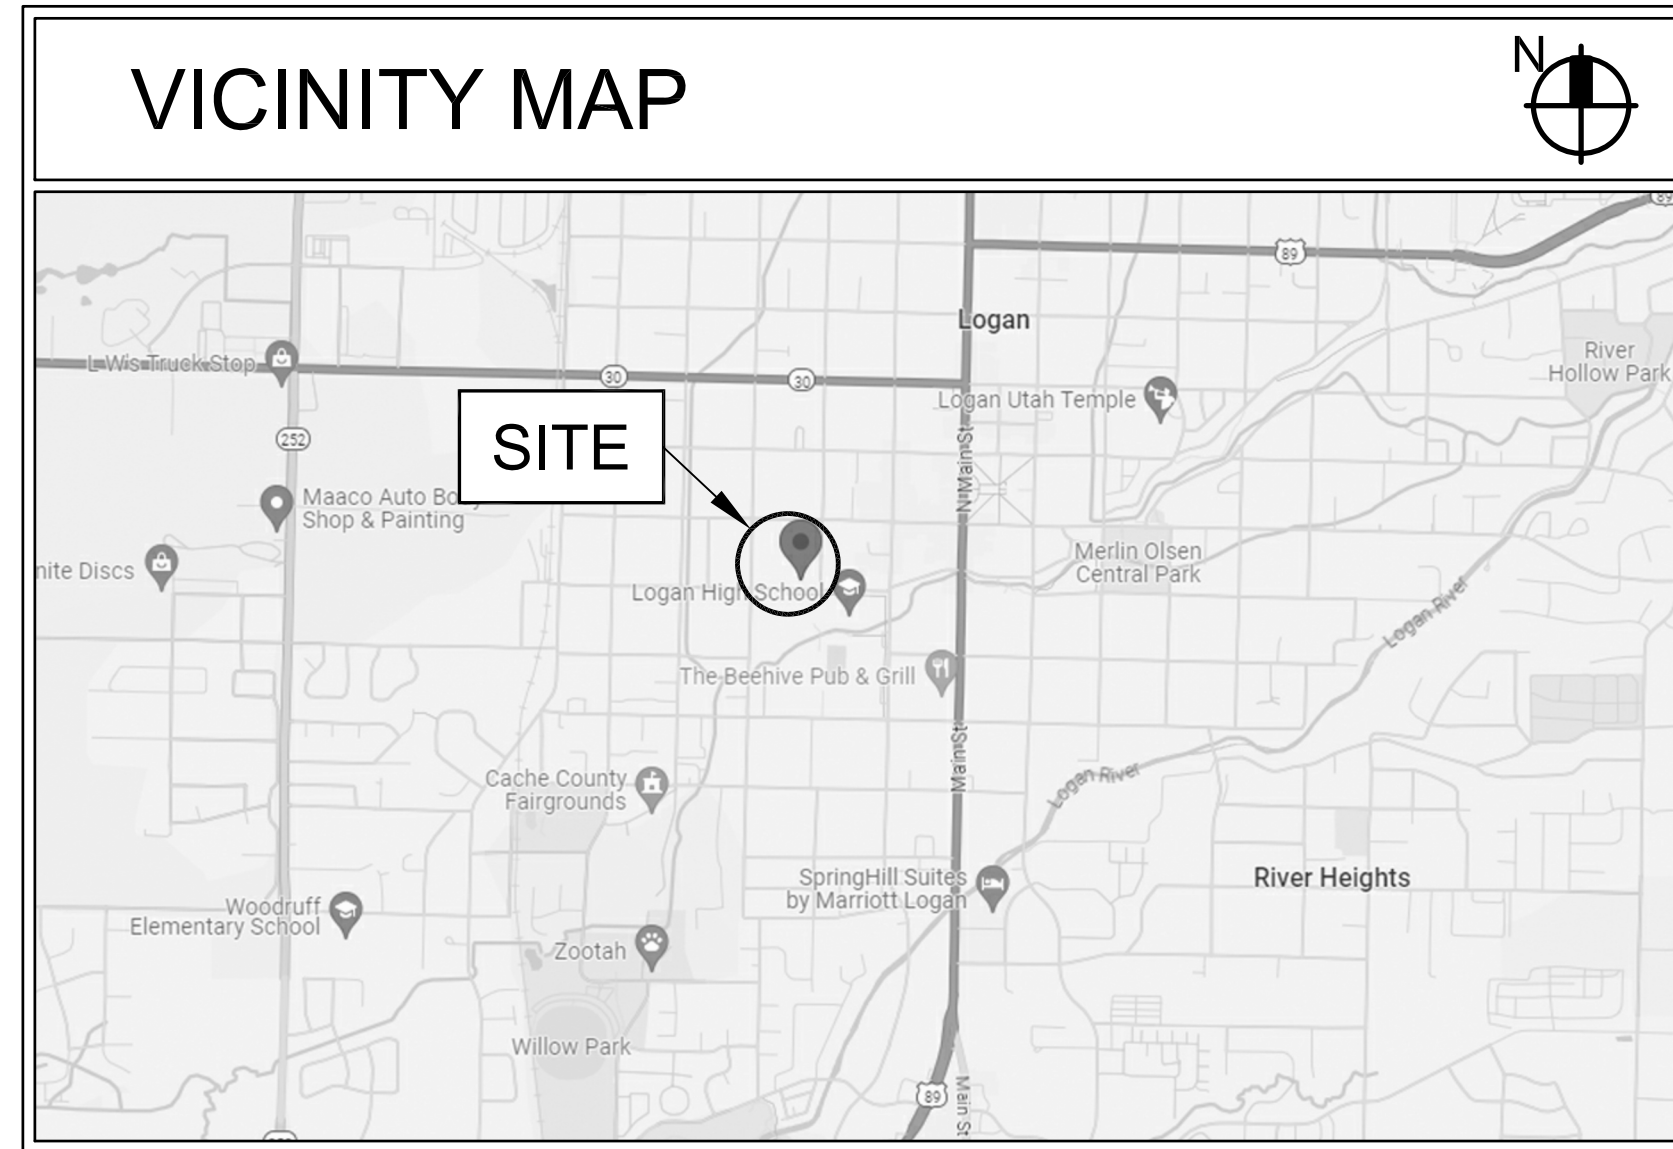 VICINITY MAP
N
89
89
Logan
River
Hollow Park
L W's Truck Stop
30
30
Logan Utah Temple
252
SITE
N Main St
Maaco Auto Bo
Shop & Painting
Merlin Olsen
Central Park
nite Discs
Logan High School
Logan River
The Beehive Pub & Grill
Main St
Cache County
Fairgrounds
Logan River
SpringHill Suites
by Marriott Logan
River Heights
Woodruff
Elementary School
Zootah
Willow Park
89
Main St